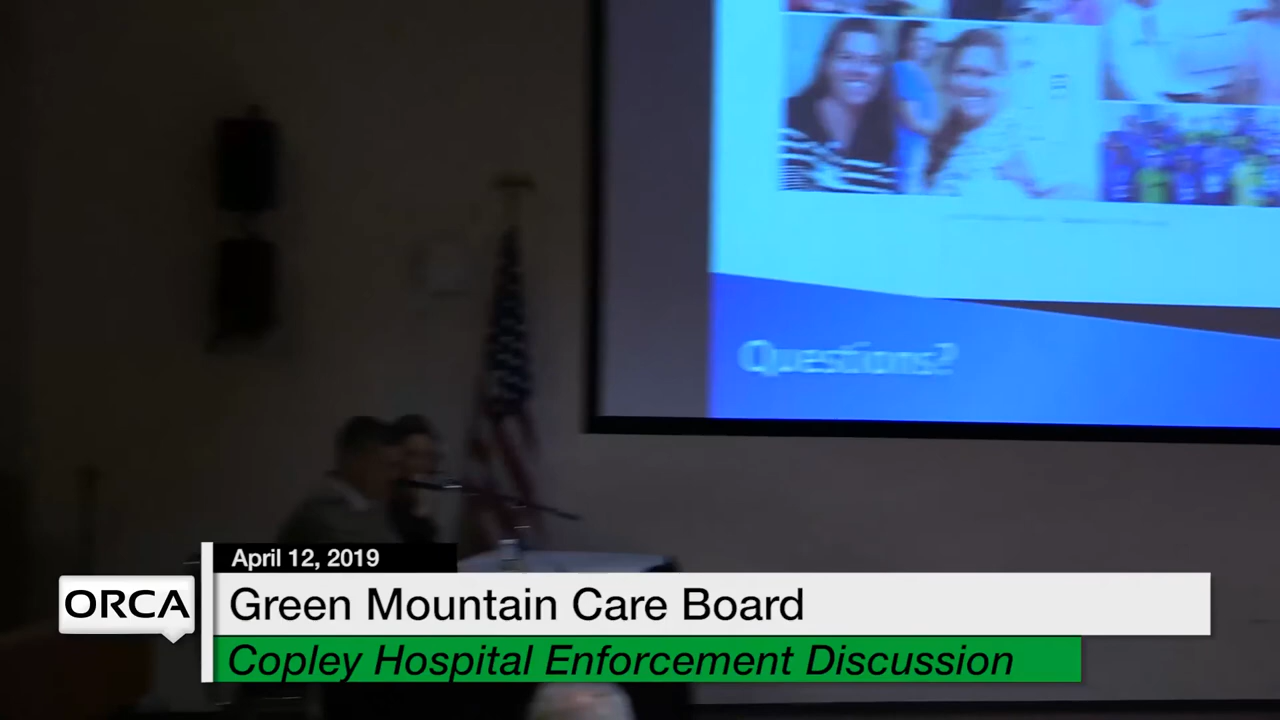 Questions?
April 12, 2019
ORCA
Green Mountain Care Board
Copley Hospital Enforcement Discussion